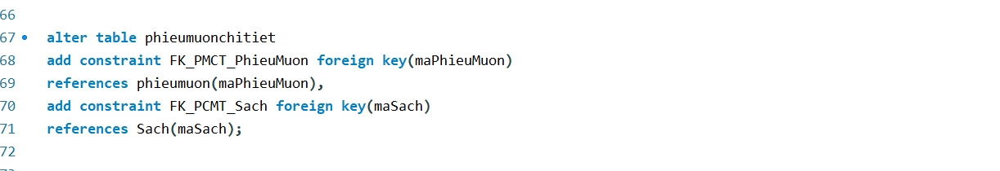 66
67 alter table phieumuonchitiet
68 add constraint FK_PMCT_PhieuMuon foreign key(maPhieuMuon)
69 references phieumuon(maPhieuMuon),
70 add constraint FK_PCMT_Sach foreign key(maSach)
71 references Sach(maSach);
72